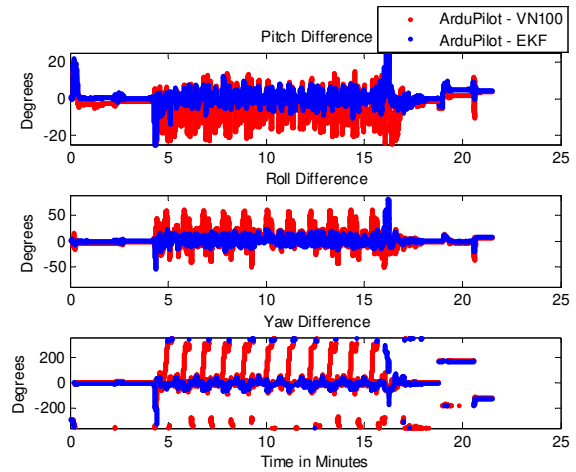 Pitch Difference
ArduPilot - VN100
ArduPilot - EKF
20
0
-20
Degrees
0 5 10 15 20 25
Roll Difference
50
0
-50
Degrees
0 5 10 15 20 25
Yaw Difference
200
0
-200
Degrees
0 5 10 15 20 25
Time in Minutes